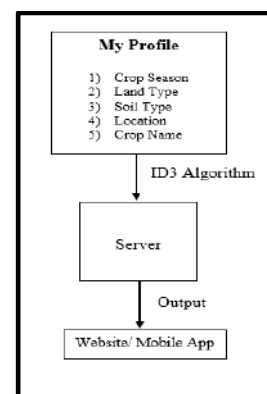 My Profile
1) Crop Season
2) Land Type
3) Soil Type
4) Location
5) Crop Name
ID3 Algorithm
Server
Output
Website/ Mobile App